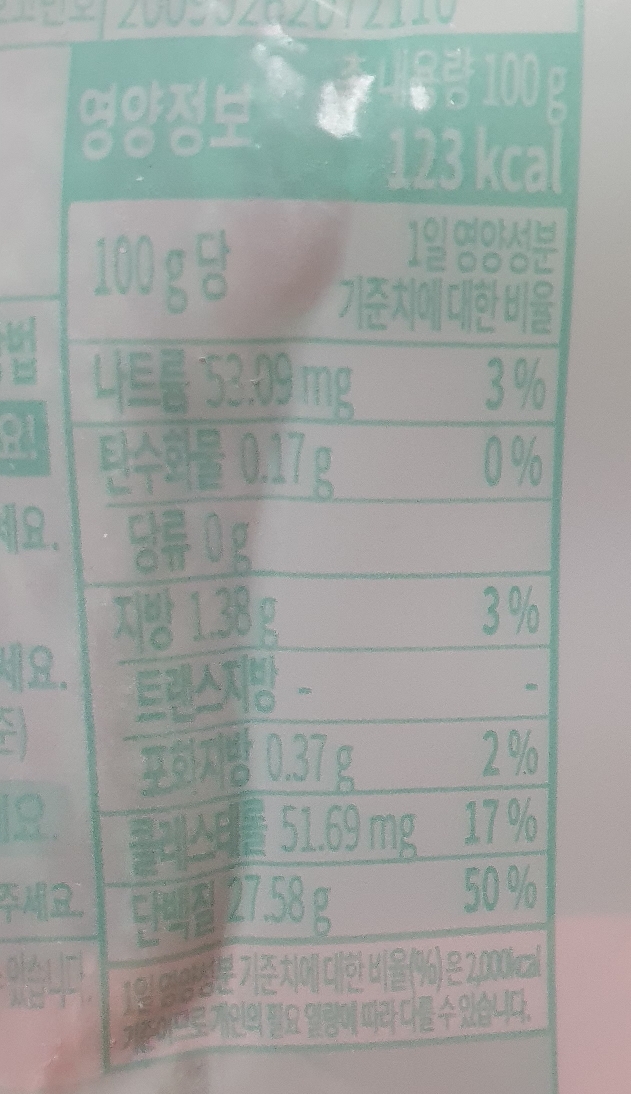 영양정보
총 내용량 100 g
123 kcal
100 g 당
1일 영양성분
기준치에 대한 비율
나트륨 53.09 mg 3 %
탄수화물 0.17 g 0 %
당류 0 g
지방 1.38 g 3 %
트랜스지방 - -
포화지방 0.37 g 2 %
콜레스테롤 51.69 mg 17 %
단백질 27.58 g 50 %
1일 영양성분 기준치에 대한 비율(%)은 2,000kcal
기준이므로 개인의 필요 열량에 따라 다를 수 있습니다.
세요.
세요.
주세요.
있습니다.